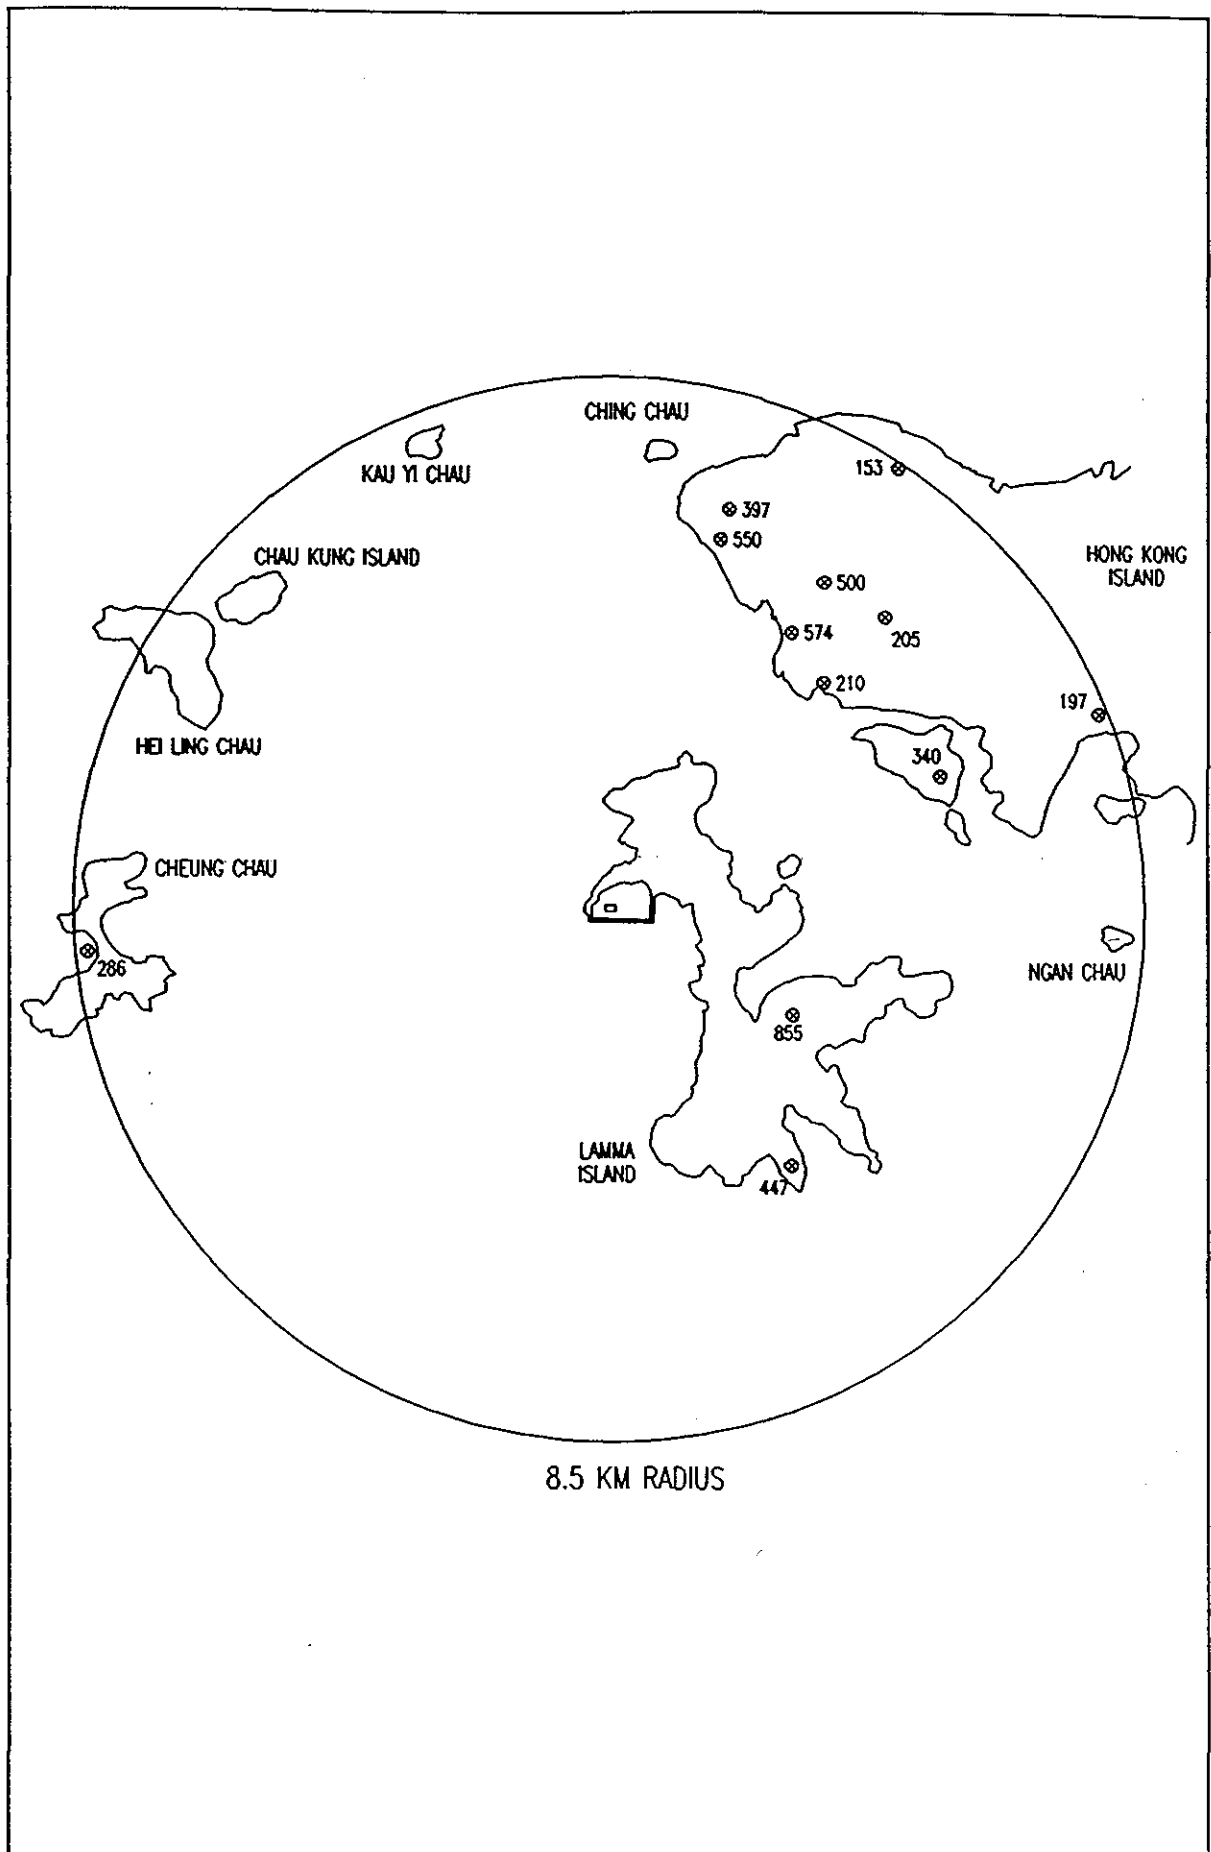 CHING CHAU
KAU YI CHAU
153
397
550
CHAU KUNG ISLAND
HONG KONG
ISLAND
500
574
205
210
197
HEI LING CHAU
340
CHEUNG CHAU
286
NGAN CHAU
855
LAMMA
ISLAND
447
8.5 KM RADIUS